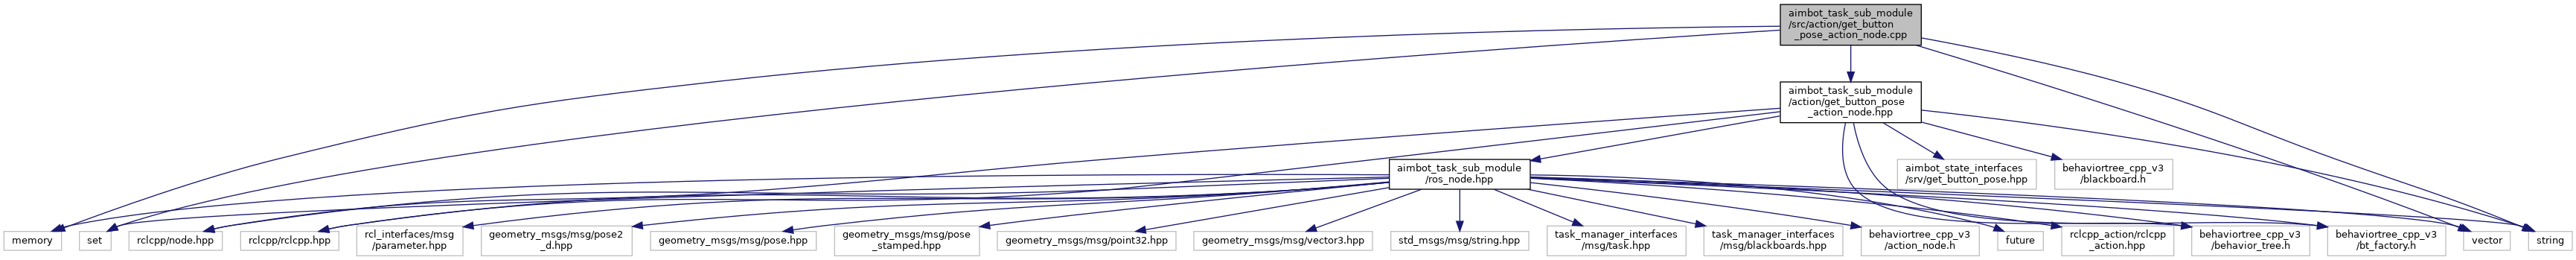 aimbot_task_sub_module
/src/action/get_button
_pose_action_node.cpp
aimbot_task_sub_module
/action/get_button_pose
_action_node.hpp
aimbot_task_sub_module
/ros_node.hpp
aimbot_state_interfaces
/srv/get_button_pose.hpp
behaviortree_cpp_v3
/blackboard.h
memory
set
rclcpp/node.hpp
rclcpp/rclcpp.hpp
rcl_interfaces/msg
/parameter.hpp
geometry_msgs/msg/pose2
_d.hpp
geometry_msgs/msg/pose.hpp
geometry_msgs/msg/pose
_stamped.hpp
geometry_msgs/msg/point32.hpp
geometry_msgs/msg/vector3.hpp
std_msgs/msg/string.hpp
task_manager_interfaces
/msg/task.hpp
task_manager_interfaces
/msg/blackboards.hpp
behaviortree_cpp_v3
/action_node.h
future
rclcpp_action/rclcpp
_action.hpp
behaviortree_cpp_v3
/behavior_tree.h
behaviortree_cpp_v3
/bt_factory.h
vector
string